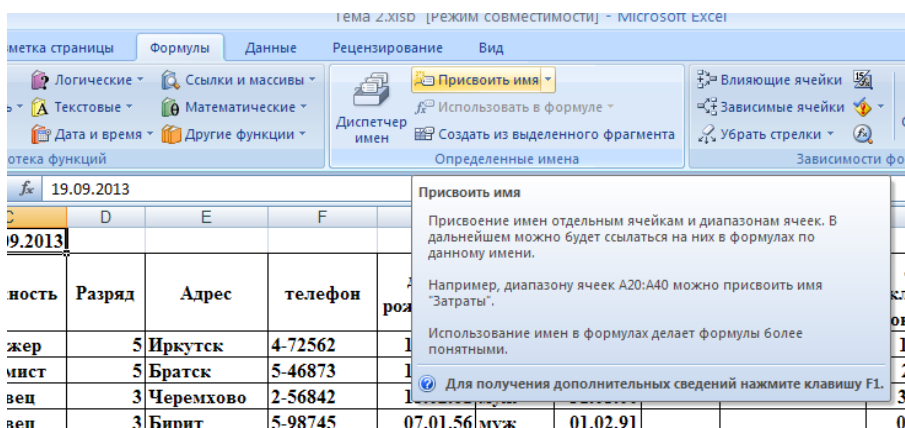 Тема 2.xlsb [Режим совместимости] - Microsoft Excel
метка страницы Формулы Данные Рецензирование Вид
Логические Ссылки и массивы Присвоить имя Влияющие ячейки
Текстовые Математические Диспетчер имен Использовать в формуле Зависимые ячейки
Дата и время Другие функции Создать из выделенного фрагмента Убрать стрелки
отека функций Определенные имена Зависимости фо
fx 19.09.2013
Присвоить имя
Присвоение имен отдельным ячейкам и диапазонам ячеек. В
дальнейшем можно будет ссылаться на них в формулах по
данному имени.
Например, диапазону ячеек A20:A40 можно присвоить имя
"Затраты".
Использование имен в формулах делает формулы более
понятными.
Для получения дополнительных сведений нажмите клавишу F1.
C D E F
09.2013
ность Разряд Адрес телефон рож
жер 5 Иркутск 4-72562
мист 5 Братск 5-46873
вец 3 Черемхово 2-56842
вец 3 Бирит 5-98745 07.01.56 муж 01.02.91